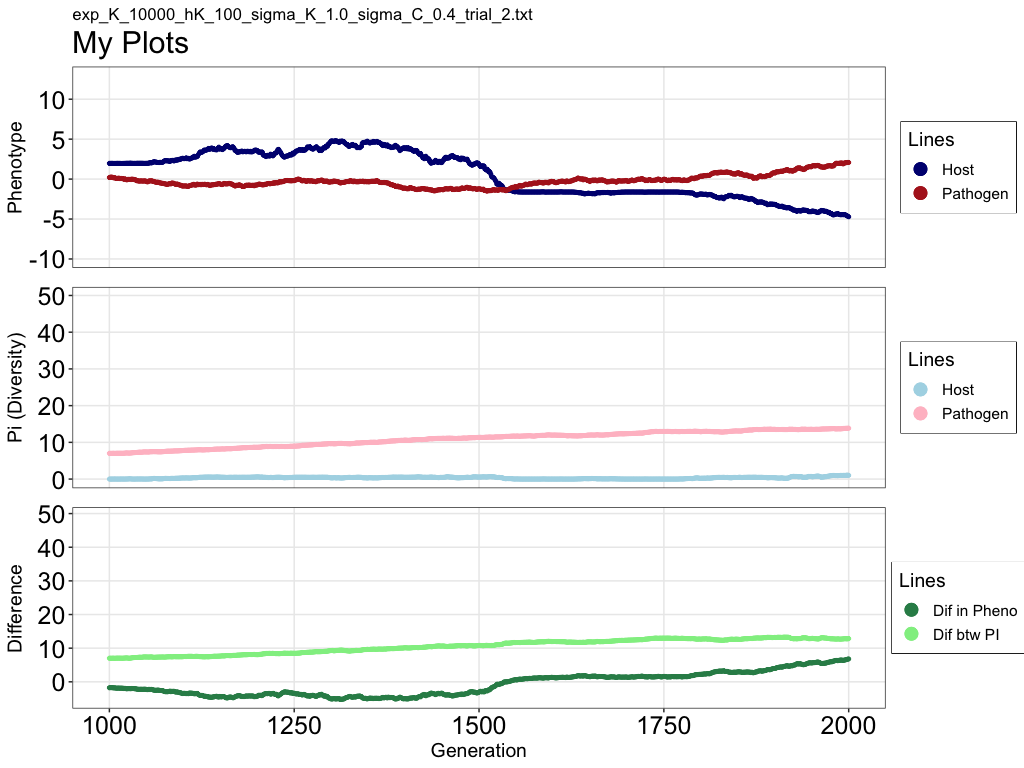 exp_K_10000_hK_100_sigma_K_1.0_sigma_C_0.4_trial_2.txt
My Plots
Phenotype
10
5
0
-5
-10
Lines
Host
Pathogen
Pi (Diversity)
50
40
30
20
10
0
Lines
Host
Pathogen
Difference
50
40
30
20
10
0
Lines
Dif in Pheno
Dif btw PI
1000 1250 1500 1750 2000
Generation